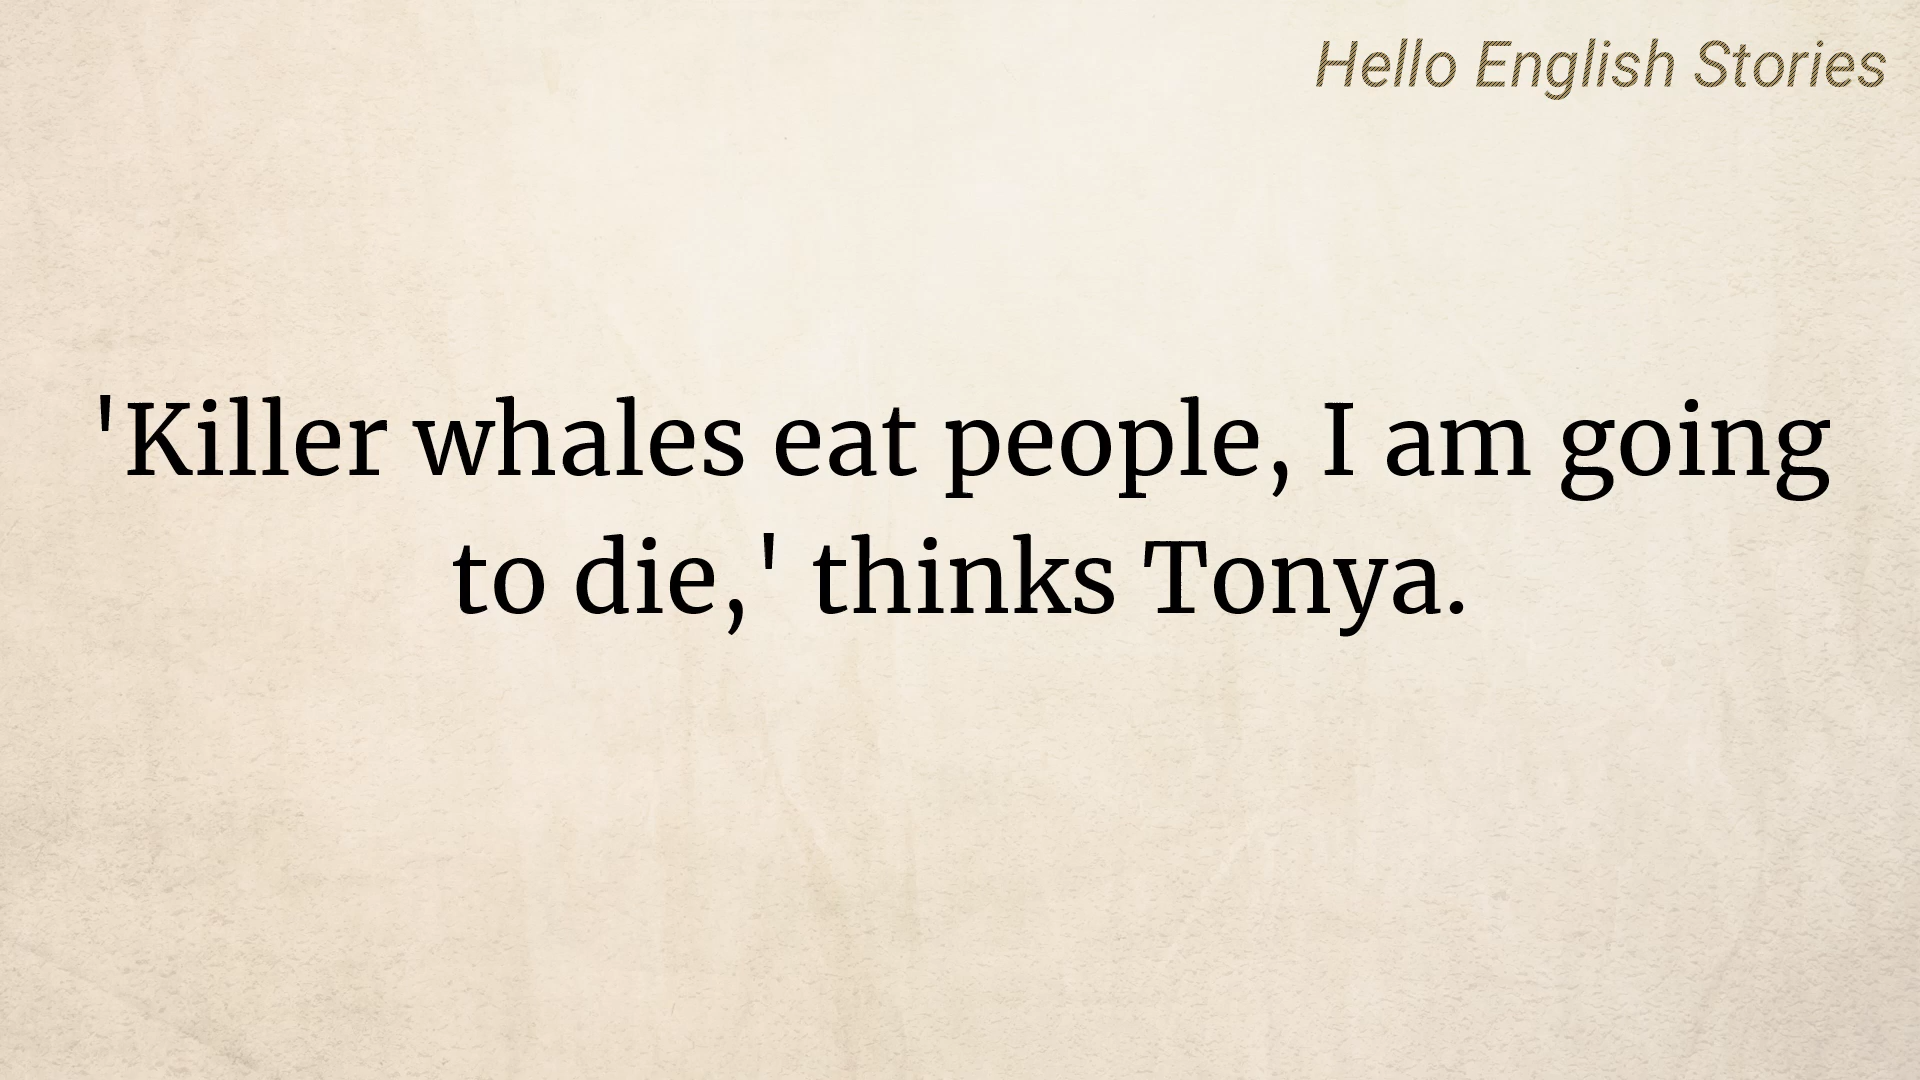 Hello English Stories
'Killer whales eat people, I am going
to die,' thinks Tonya.